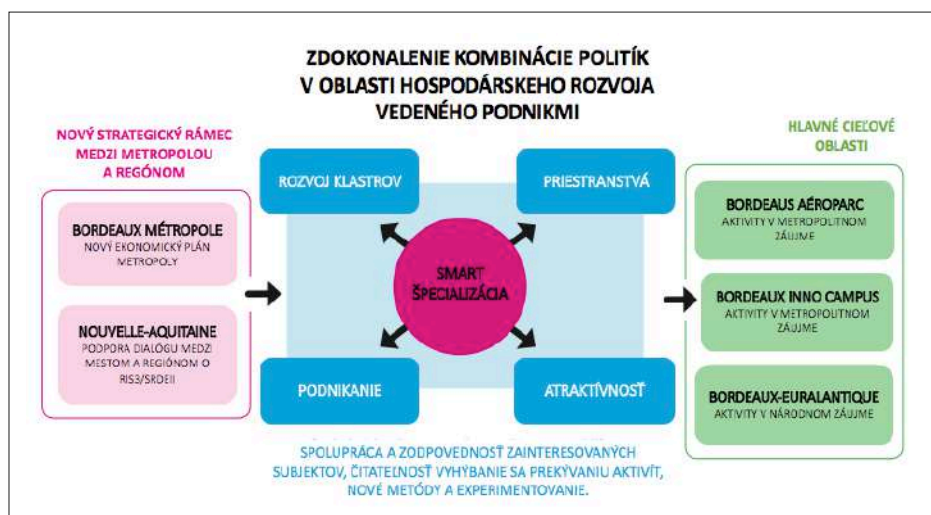 ZDOKONALENIE KOMBINÁCIE POLITÍK
V OBLASTI HOSPODÁRSKEHO ROZVOJA
VEDENÉHO PODNIKMI
NOVÝ STRATEGICKÝ RÁMEC
MEDZI METROPOLOU
A REGIÓNOM
BORDEAUX MÉTROPOLE
NOVÝ EKONOMICKÝ PLÁN
METROPOLY
NOUVELLE-AQUITAINE
PODPORA DIALÓGU MEDZI
MESTOM A REGIÓNOM O
RIS3/SRDEII
ROZVOJ KLASTROV
PRIESTRANSTVÁ
SMART
ŠPECIALIZÁCIA
PODNIKANIE
ATRAKTÍVNOSŤ
SPOLUPRÁCA A ZODPOVEDNOSŤ ZAINTERESOVANÝCH
SUBJEKTOV, ČITATEĽNOSŤ VYHÝBANIE SA PREKÝVANIU AKTIVÍT,
NOVÉ METÓDY A EXPERIMENTOVANIE.
HLAVNÉ CIEĽOVÉ
OBLASTI
BORDEAUS AÉROPARC
AKTIVITY V METROPOLITNOM
ZÁUJME
BORDEAUX INNO CAMPUS
AKTIVITY V METROPOUTNOM
ZÁUJME
BORDEAUX-EURALANTIQUE
AKTIVITY V NÁRODNOM ZÁUJME